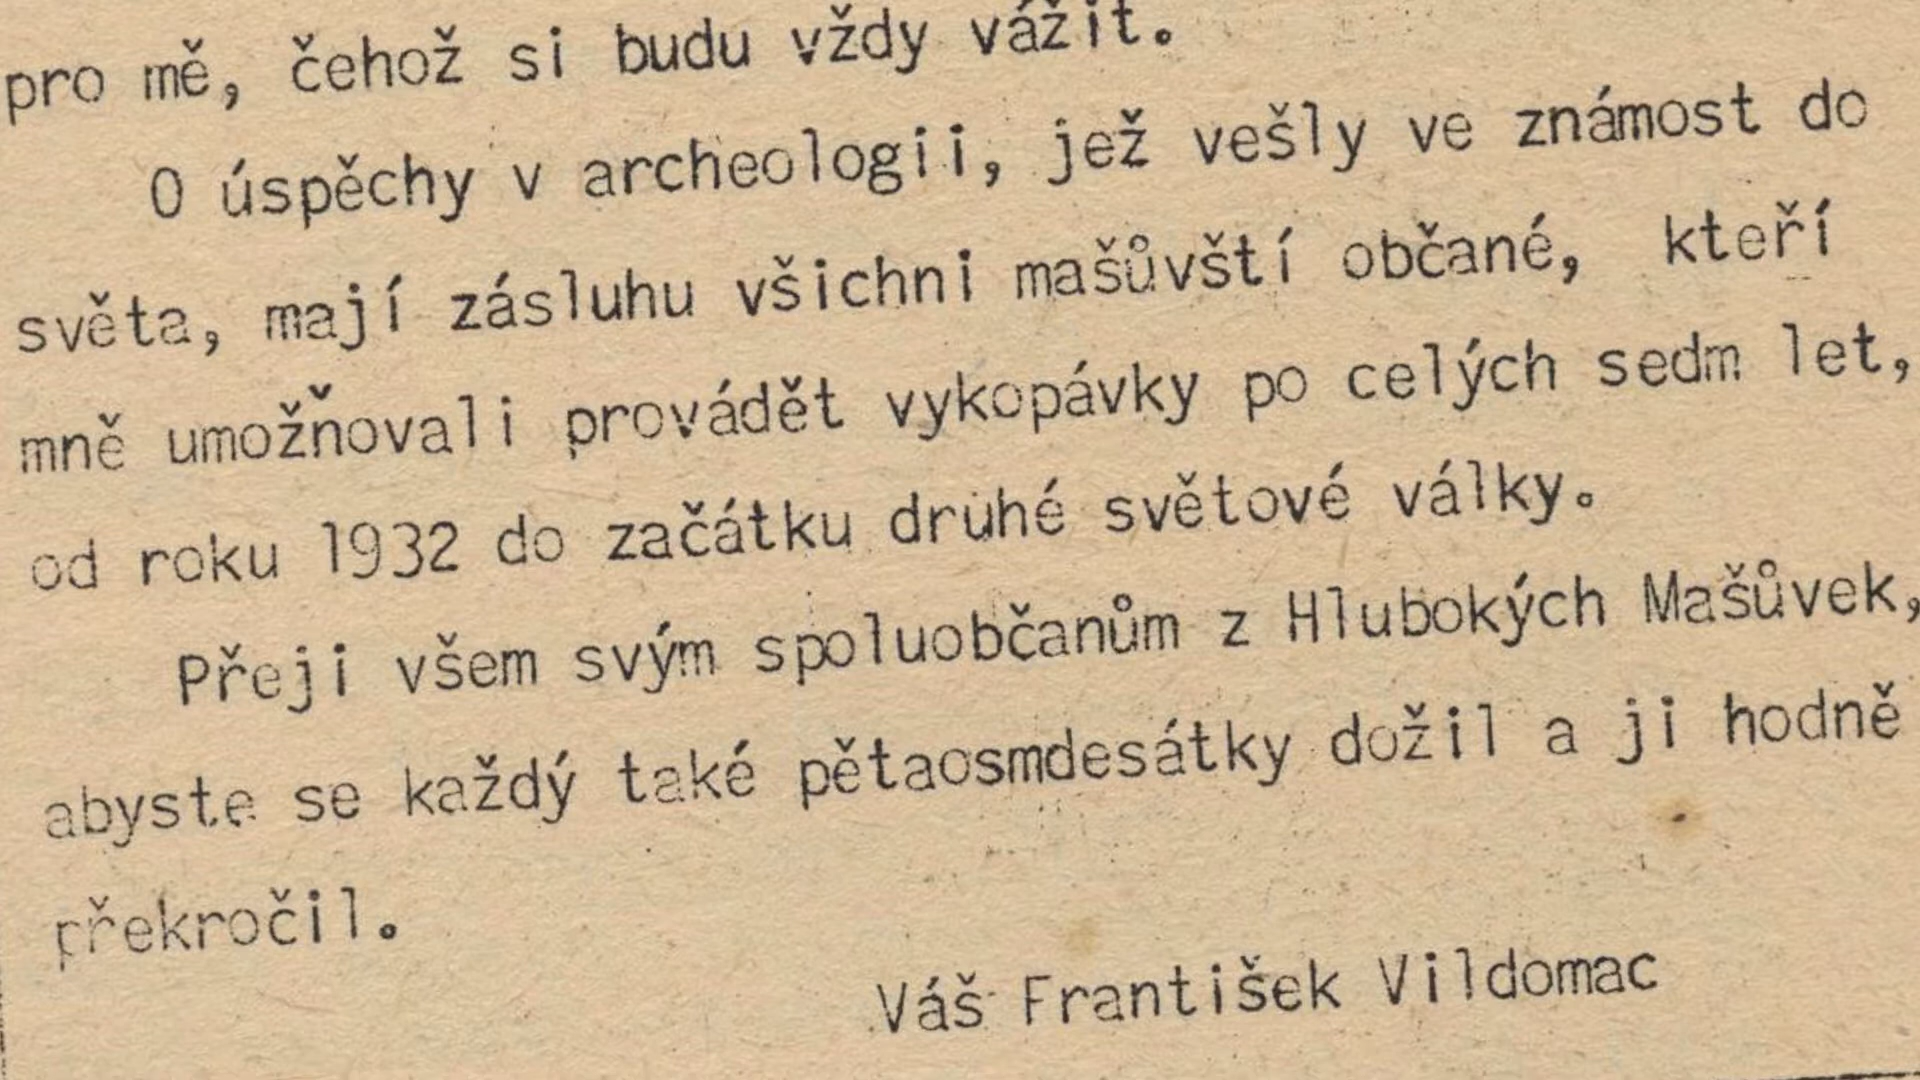 pro mě, čehož si budu vždy vážit.
O úspěchy v archeologii, jež vešly ve známost do
světa, mají zásluhu všichni mašůvští občané, kteří
mně umožňovali provádět vykopávky po celých sedm let,
od roku 1932 do začátku druhé světové války.
Přeji všem svým spoluobčanům z Hlubokých Mašůvek,
abyste se každý také pětaosmdesátky dožil a ji hodně
překročil.
Váš František Vildomac